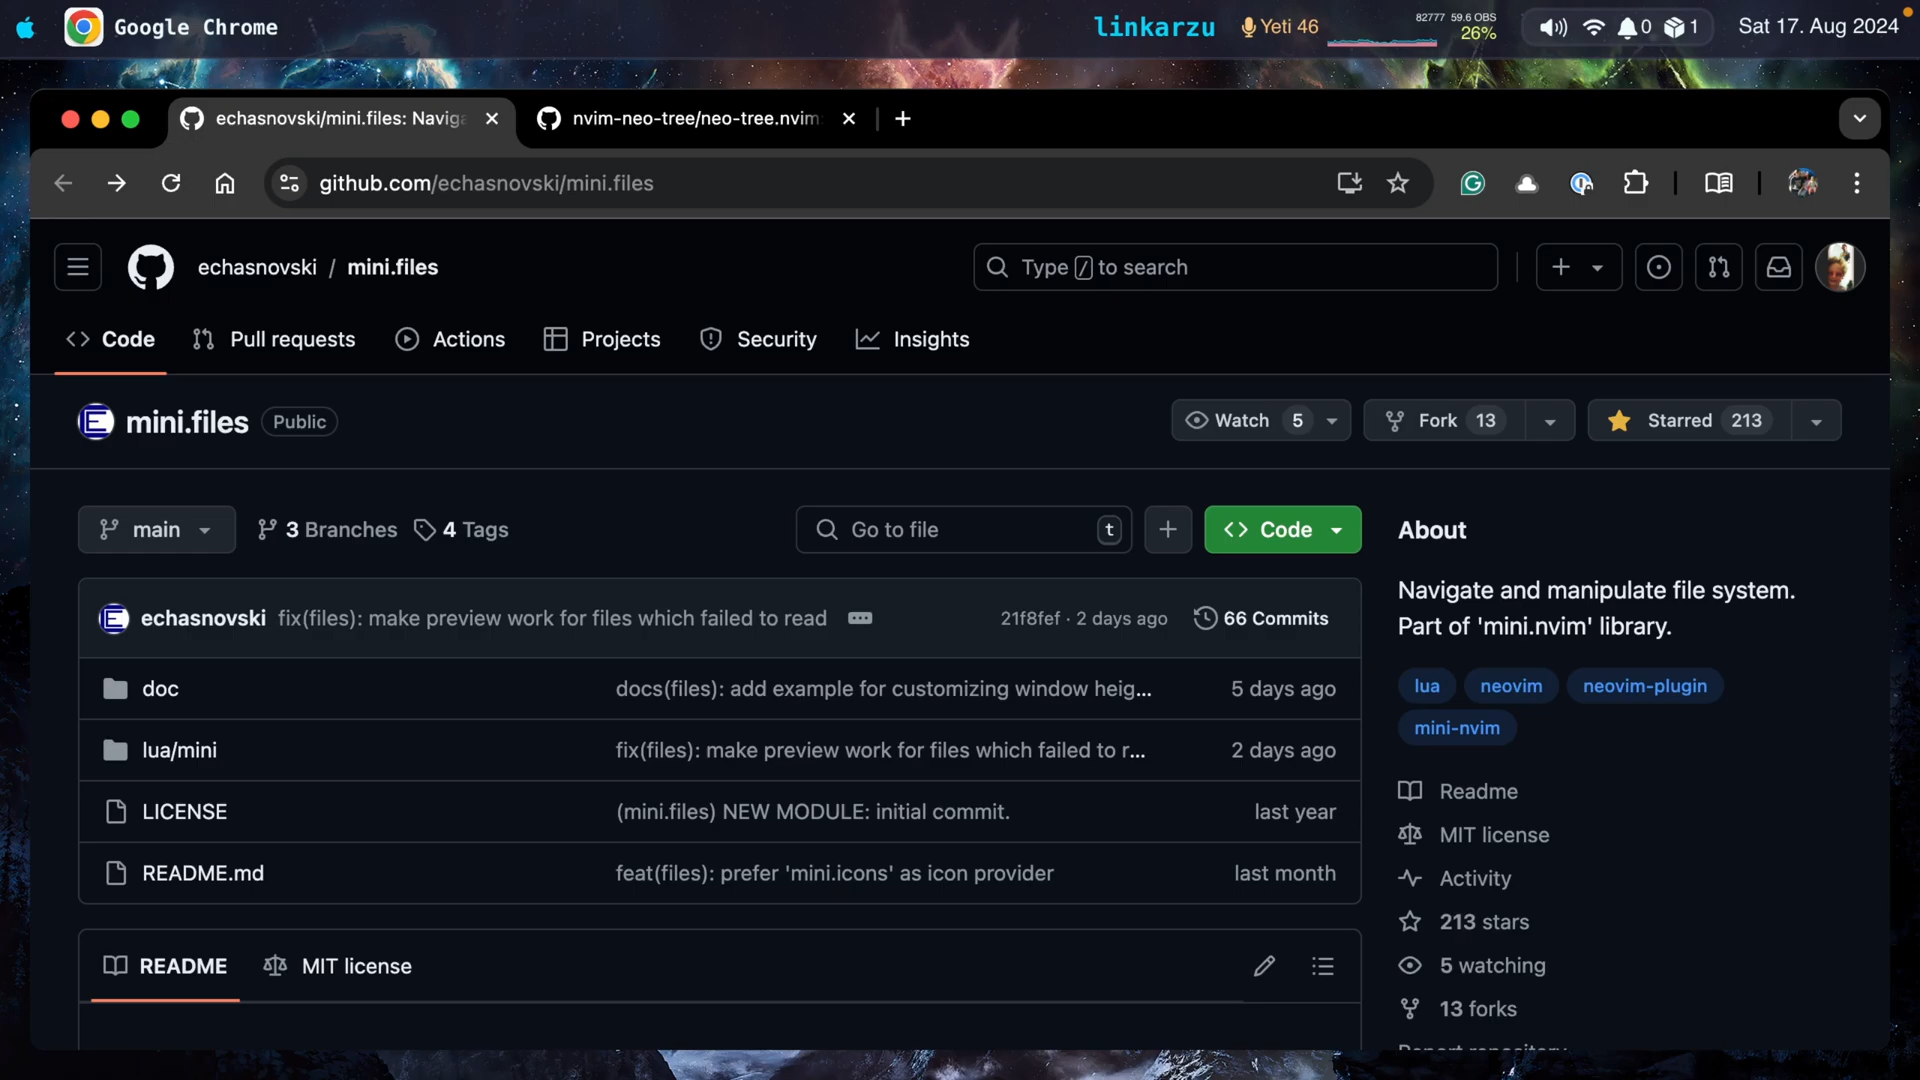 Google Chrome
linkarzu
Yeti 46
82777 59.6 OBS
26%
0
1
Sat 17. Aug 2024
echasnovski/mini.files: Naviga
nvim-neo-tree/neo-tree.nvim:
github.com/echasnovski/mini.files
echasnovski / mini.files
Type / to search
Code
Pull requests
Actions
Projects
Security
Insights
E mini.files Public
Watch 5
Fork 13
Starred 213
main
3 Branches
4 Tags
Go to file t
Code
About
Navigate and manipulate file system.
Part of 'mini.nvim' library.
E echasnovski fix(files): make preview work for files which failed to read
21f8fef · 2 days ago
66 Commits
doc docs(files): add example for customizing window heig... 5 days ago
lua/mini fix(files): make preview work for files which failed to r... 2 days ago
LICENSE (mini.files) NEW MODULE: initial commit. last year
README.md feat(files): prefer 'mini.icons' as icon provider last month
lua neovim neovim-plugin
mini-nvim
Readme
MIT license
Activity
213 stars
5 watching
13 forks
README
MIT license